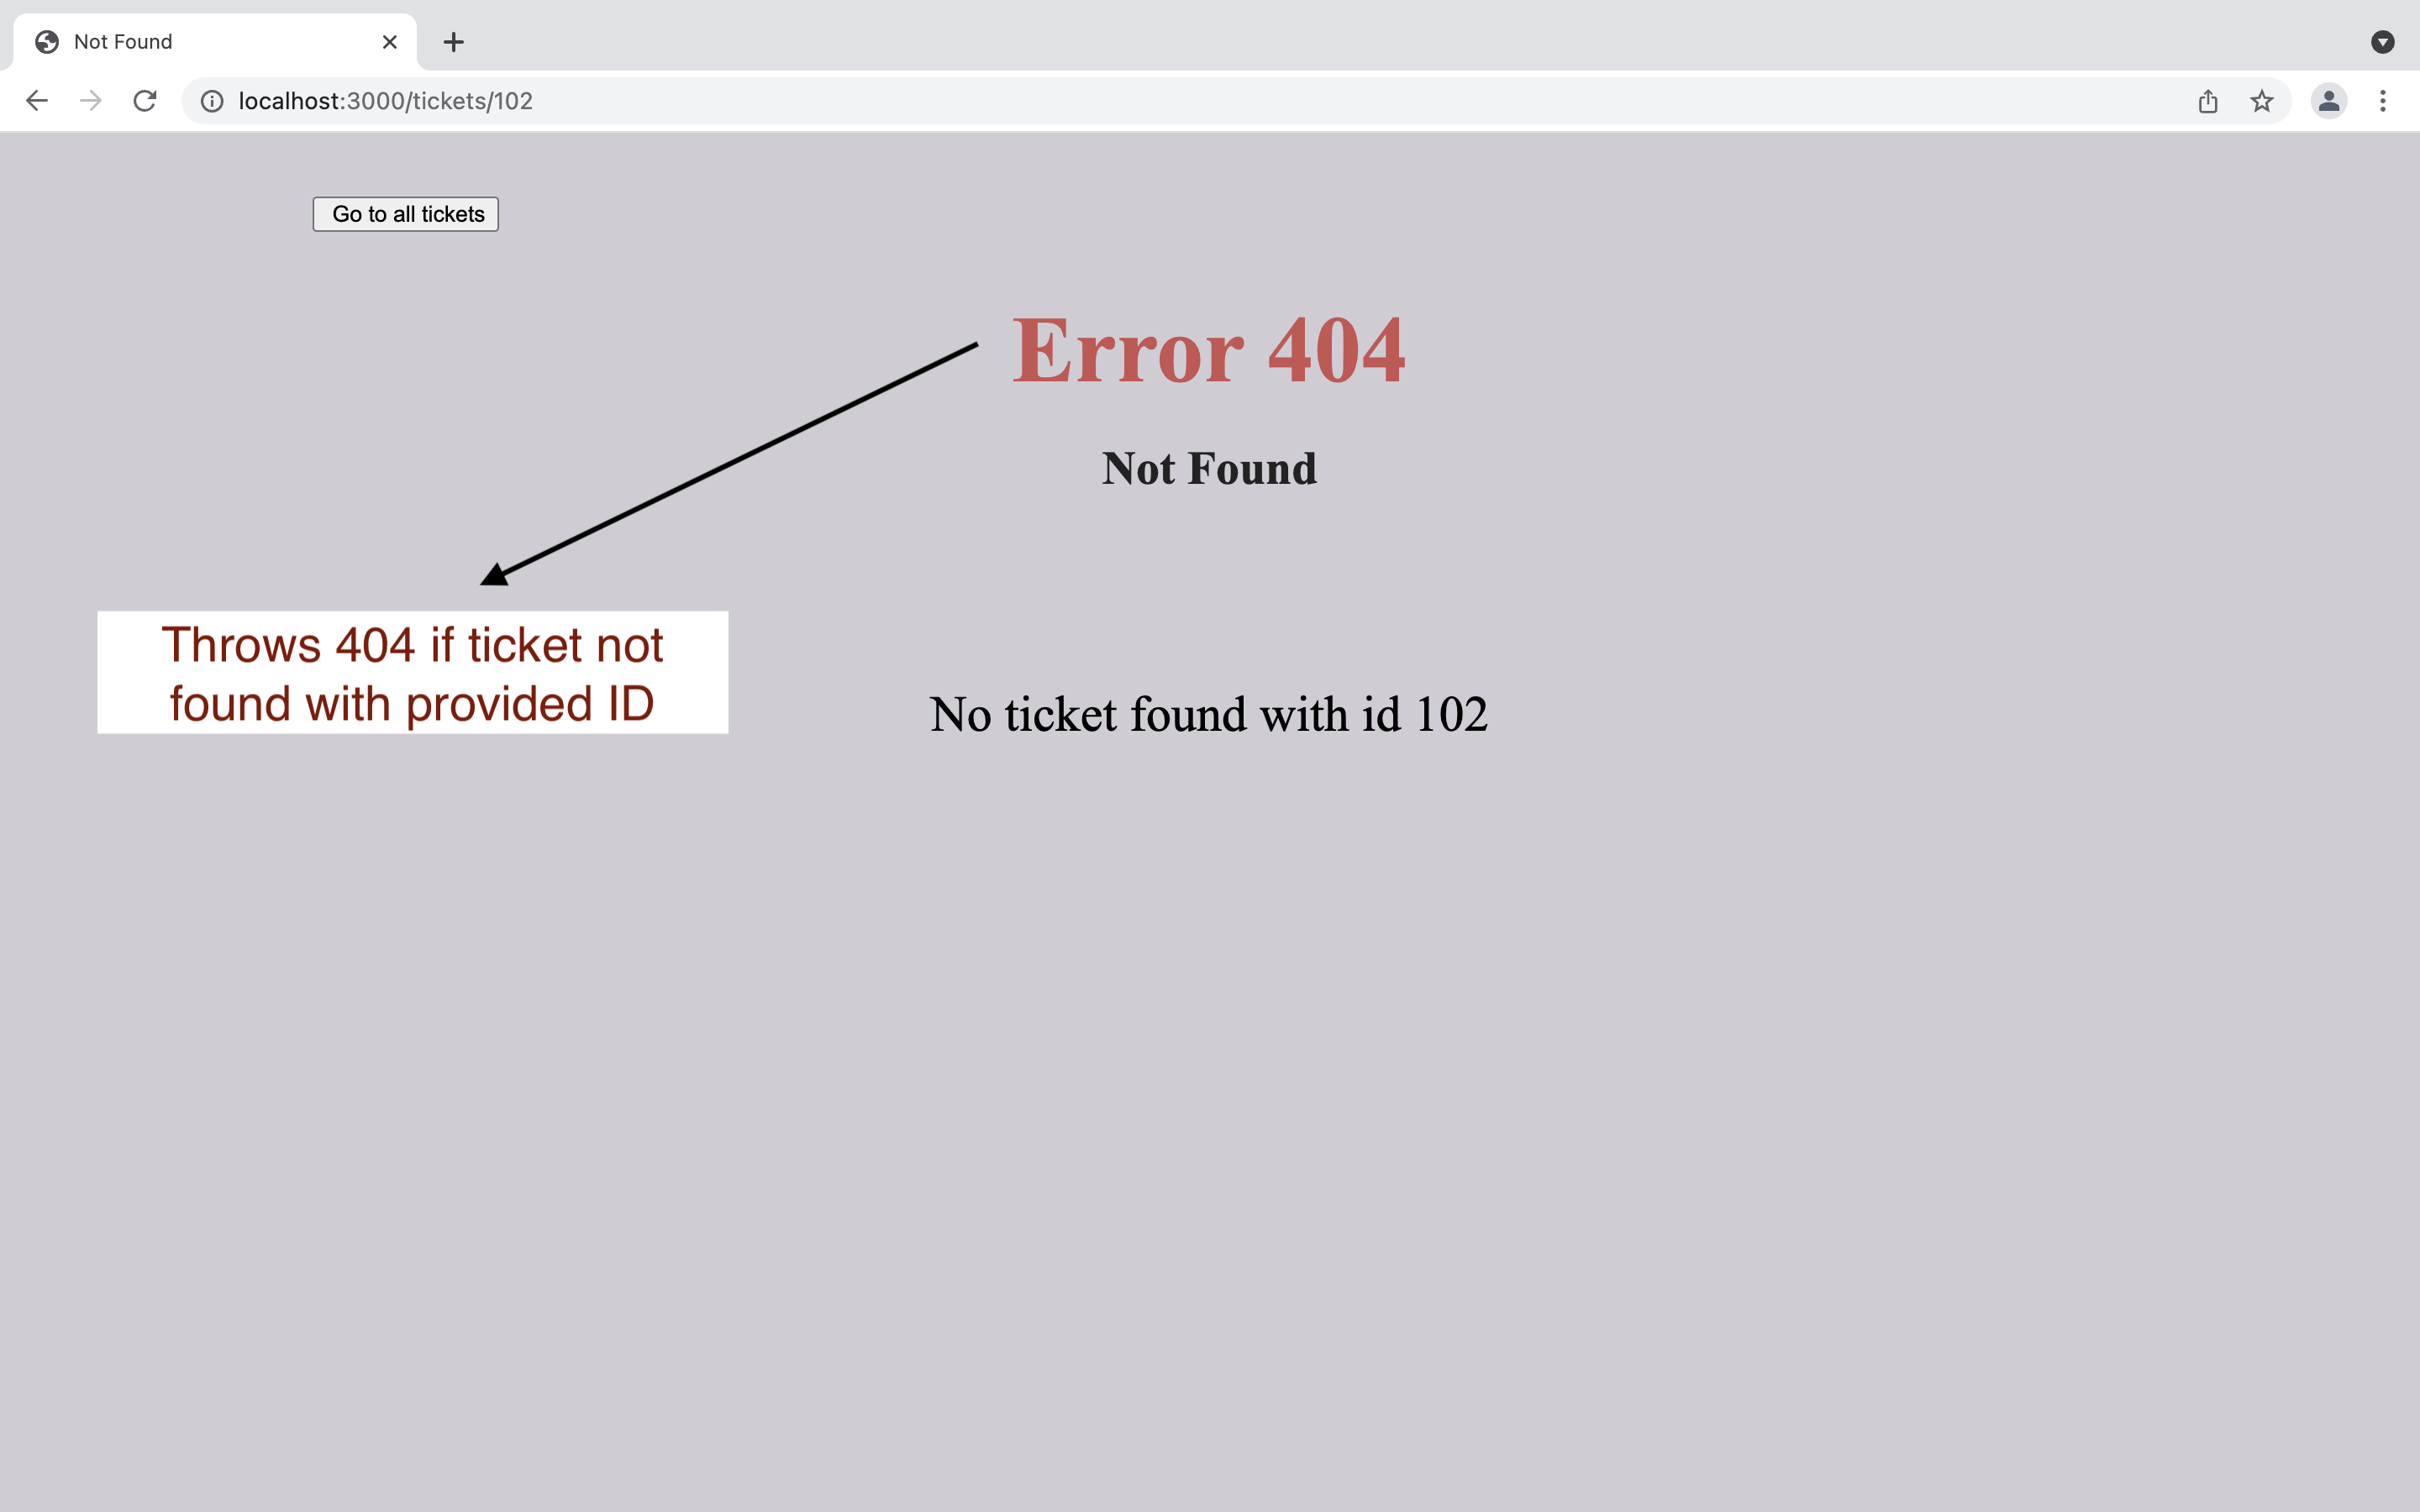 Not Found
localhost:3000/tickets/102
Go to all tickets
Error 404
Not Found
Throws 404 if ticket not
found with provided ID
No ticket found with id 102